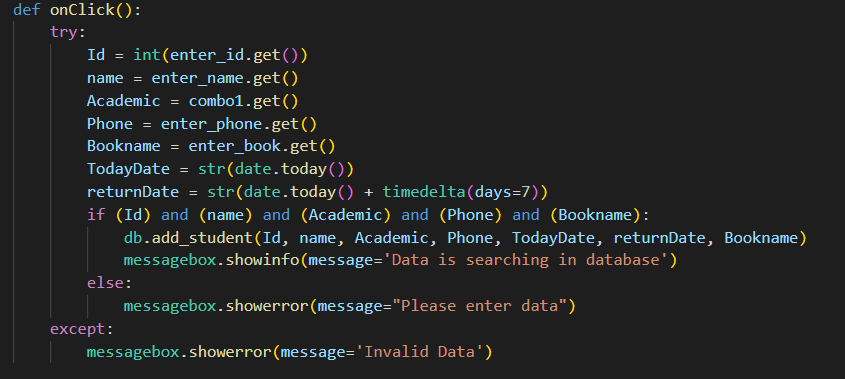 def onClick():
    try:
        Id = int(enter_id.get())
        name = enter_name.get()
        Academic = combo1.get()
        Phone = enter_phone.get()
        Bookname = enter_book.get()
        TodayDate = str(date.today())
        returnDate = str(date.today() + timedelta(days=7))
        if (Id) and (name) and (Academic) and (Phone) and (Bookname):
            db.add_student(Id, name, Academic, Phone, TodayDate, returnDate, Bookname)
            messagebox.showinfo(message='Data is searching in database')
        else:
            messagebox.showerror(message="Please enter data")
    except:
        messagebox.showerror(message='Invalid Data')